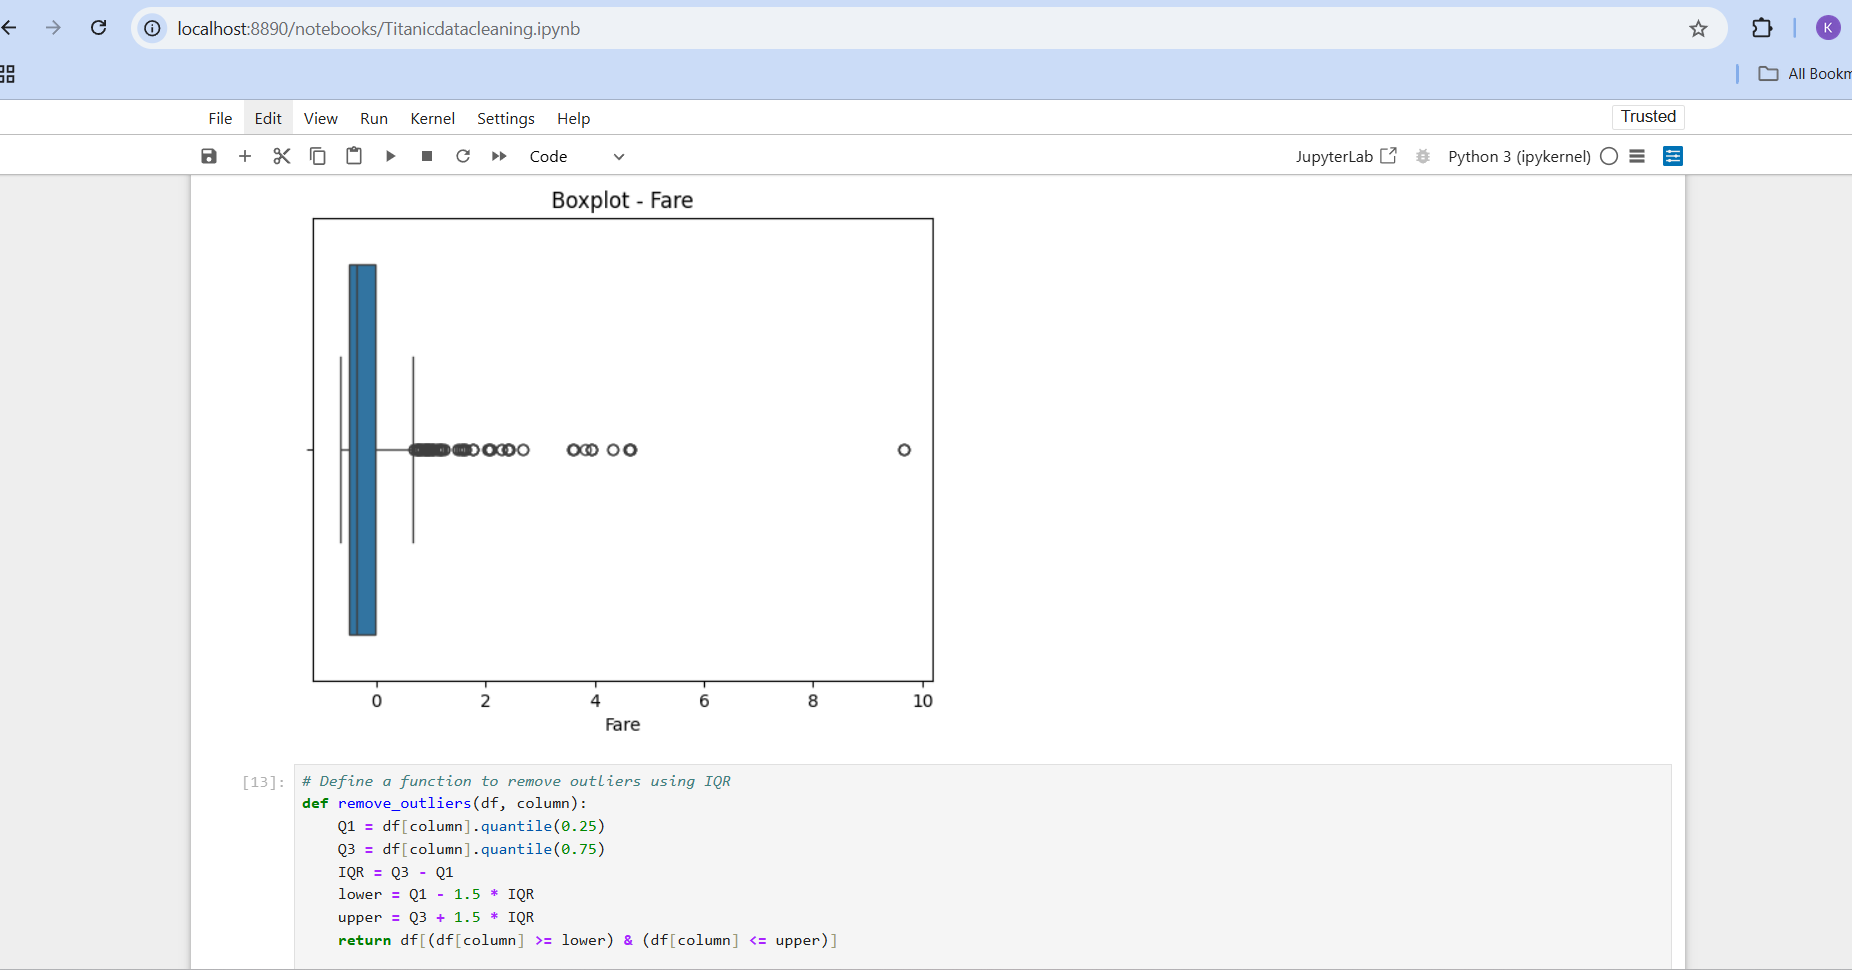 localhost:8890/notebooks/Titanicdatacleaning.ipynb
K
All Bookm
File Edit View Run Kernel Settings Help
Trusted
Code
JupyterLab
Python 3 (ipykernel)
Boxplot - Fare
0 2 4 6 8 10
Fare
[13]:
# Define a function to remove outliers using IQR
def remove_outliers(df, column):
    Q1 = df[column].quantile(0.25)
    Q3 = df[column].quantile(0.75)
    IQR = Q3 - Q1
    lower = Q1 - 1.5 * IQR
    upper = Q3 + 1.5 * IQR
    return df[(df[column] >= lower) & (df[column] <= upper)]